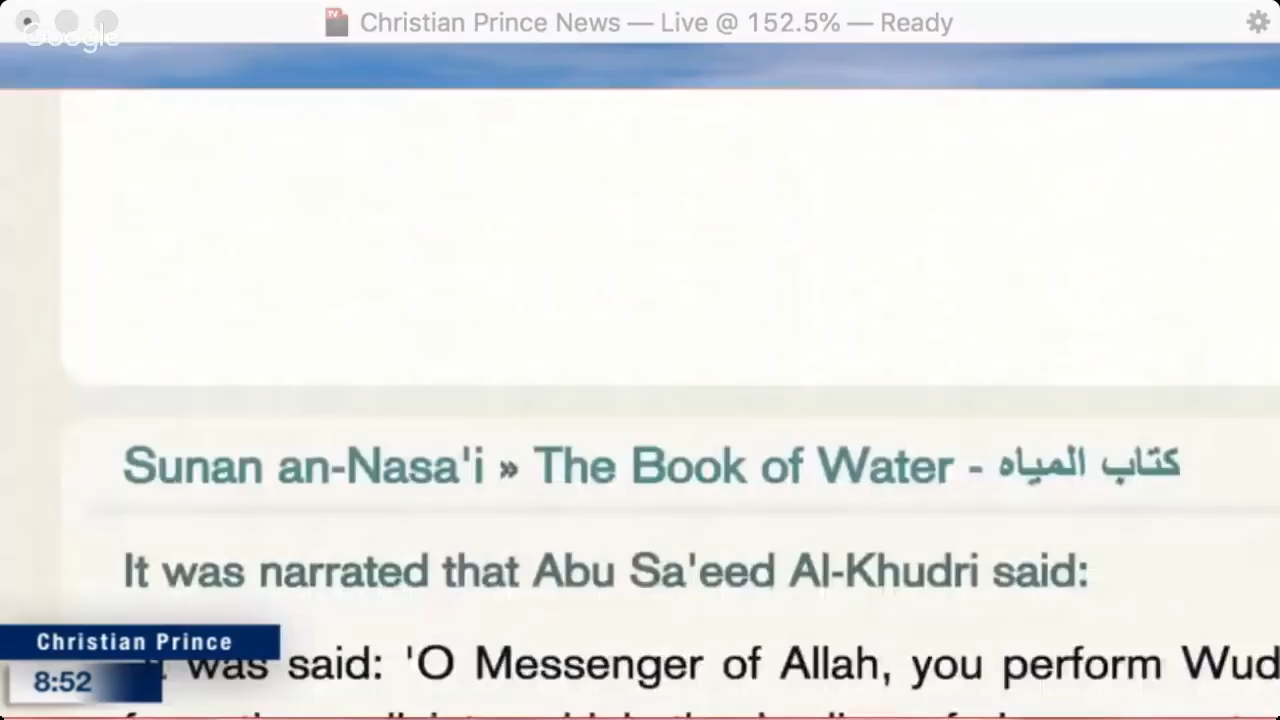 Christian Prince News — Live @ 152.5% — Ready
Google
Sunan an-Nasa'i » The Book of Water - كتاب المياه
It was narrated that Abu Sa'eed Al-Khudri said:
was said: 'O Messenger of Allah, you perform Wud
Christian Prince
8:52